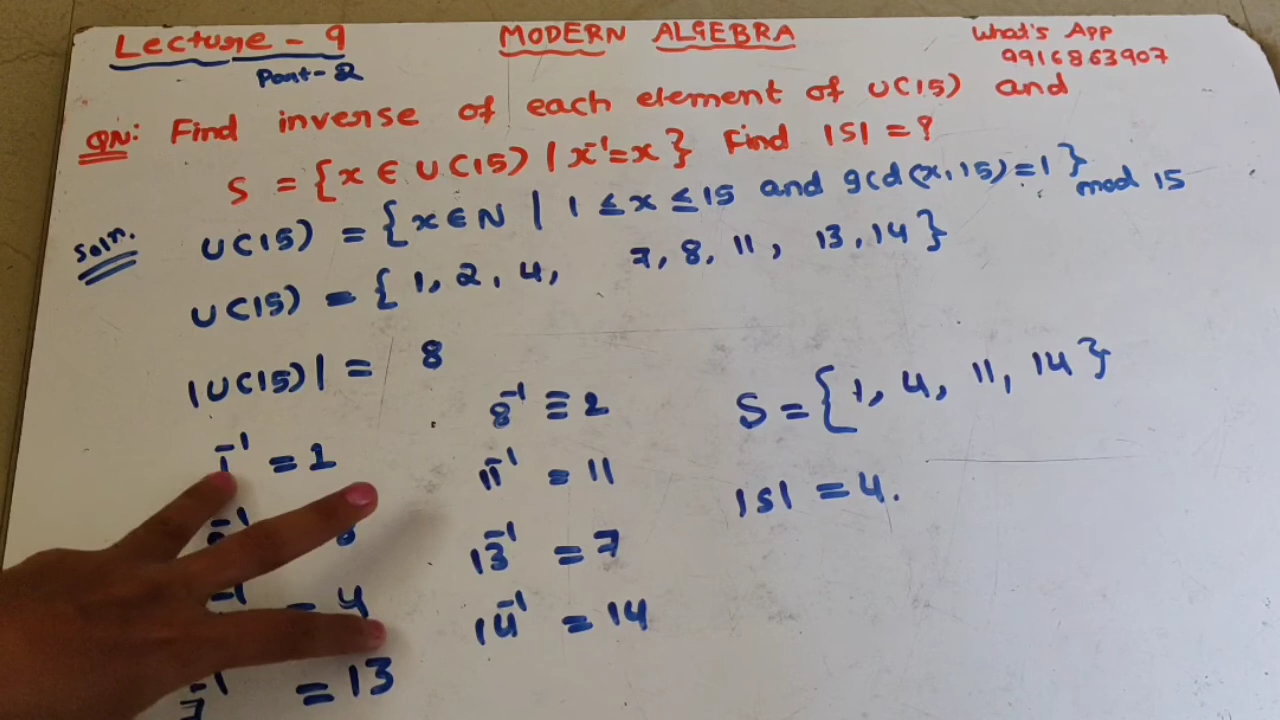 Lecture - 9
Part - 2
MODERN ALGEBRA
What's App
9916863907
QN: Find inverse of each element of U(15) and
S = {x ∈ U(15) | x⁻¹=x} Find |S| = ?
Soln.
U(15) = {x∈N | 1 ≤ x ≤ 15 and gcd(x,15)=1} mod 15
U(15) = {1, 2, 4, 7, 8, 11, 13, 14}
|U(15)| = 8
1⁻¹ = 1
= 4
7⁻¹ = 13
8⁻¹ ≡ 2
11⁻¹ = 11
13⁻¹ = 7
14⁻¹ = 14
S = {1, 4, 11, 14}
|S| = 4.